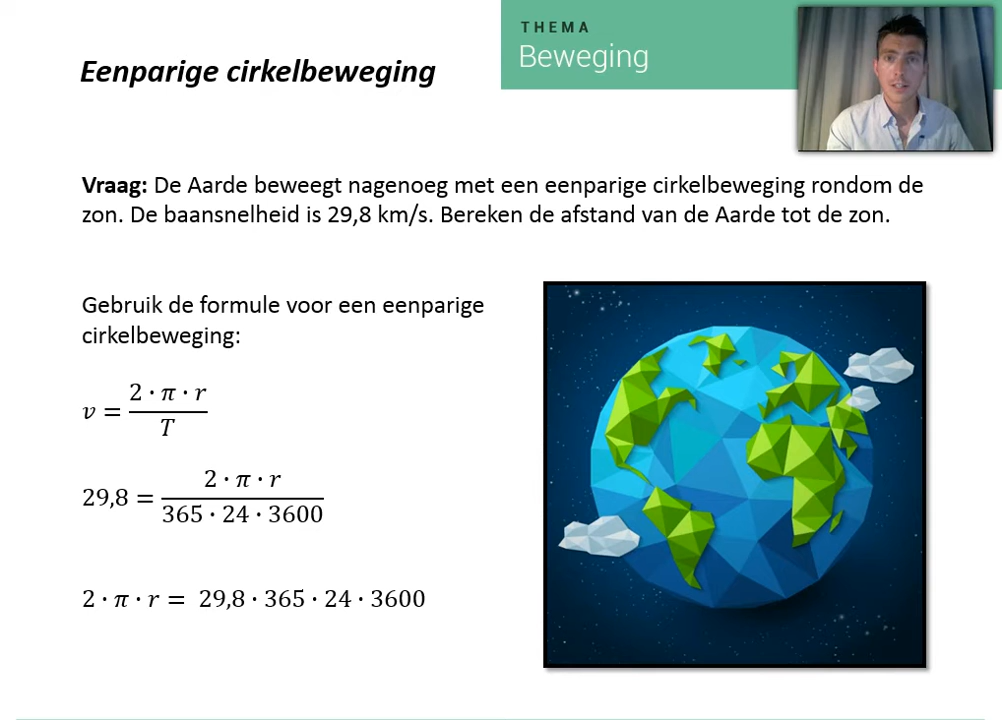 THEMA
Beweging
Eenparige cirkelbeweging
Vraag: De Aarde beweegt nagenoeg met een eenparige cirkelbeweging rondom de
zon. De baansnelheid is 29,8 km/s. Bereken de afstand van de Aarde tot de zon.
Gebruik de formule voor een eenparige
cirkelbeweging:
v = 2 · π · r / T
29,8 = 2 · π · r / 365 · 24 · 3600
2 · π · r = 29,8 · 365 · 24 · 3600